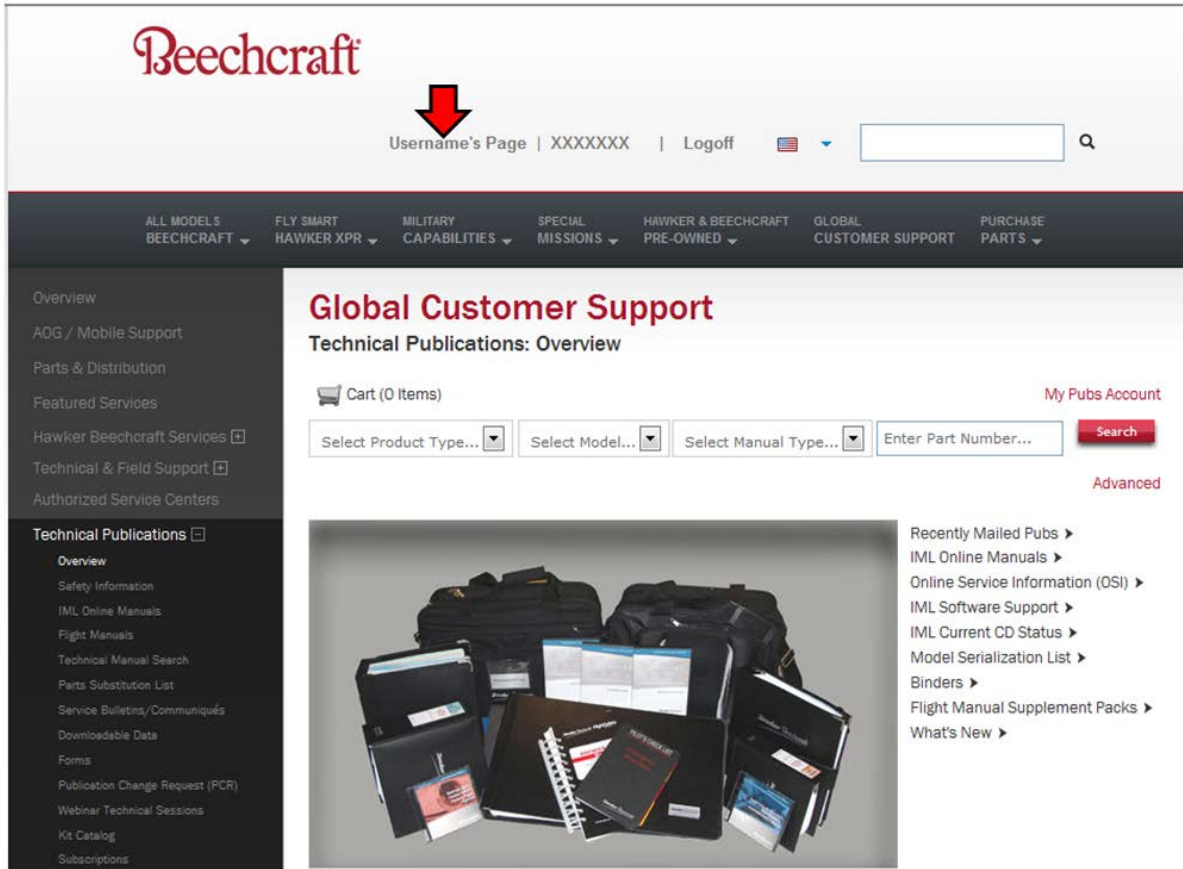 Beechcraft
Username's Page | XXXXXXX | Logoff
ALL MODELS
BEECHCRAFT
FLY SMART
HAWKER XPR
MILITARY
CAPABILITIES
SPECIAL
MISSIONS
HAWKER & BEECHCRAFT
PRE-OWNED
GLOBAL
CUSTOMER SUPPORT
PURCHASE
PARTS
Overview
AOG / Mobile Support
Parts & Distribution
Featured Services
Hawker Beechcraft Services
Technical & Field Support
Authorized Service Centers
Technical Publications
Overview
Safety Information
IML Online Manuals
Flight Manuals
Technical Manual Search
Parts Substitution List
Service Bulletins/Communiqués
Downloadable Data
Forms
Publication Change Request (PCR)
Webinar Technical Sessions
Kit Catalog
Subscriptions
Global Customer Support
Technical Publications: Overview
Cart (0 Items)
My Pubs Account
Select Product Type...
Select Model...
Select Manual Type...
Enter Part Number...
Search
Advanced
PILOT'S CHECK LIST
Recently Mailed Pubs
IML Online Manuals
Online Service Information (OSI)
IML Software Support
IML Current CD Status
Model Serialization List
Binders
Flight Manual Supplement Packs
What's New